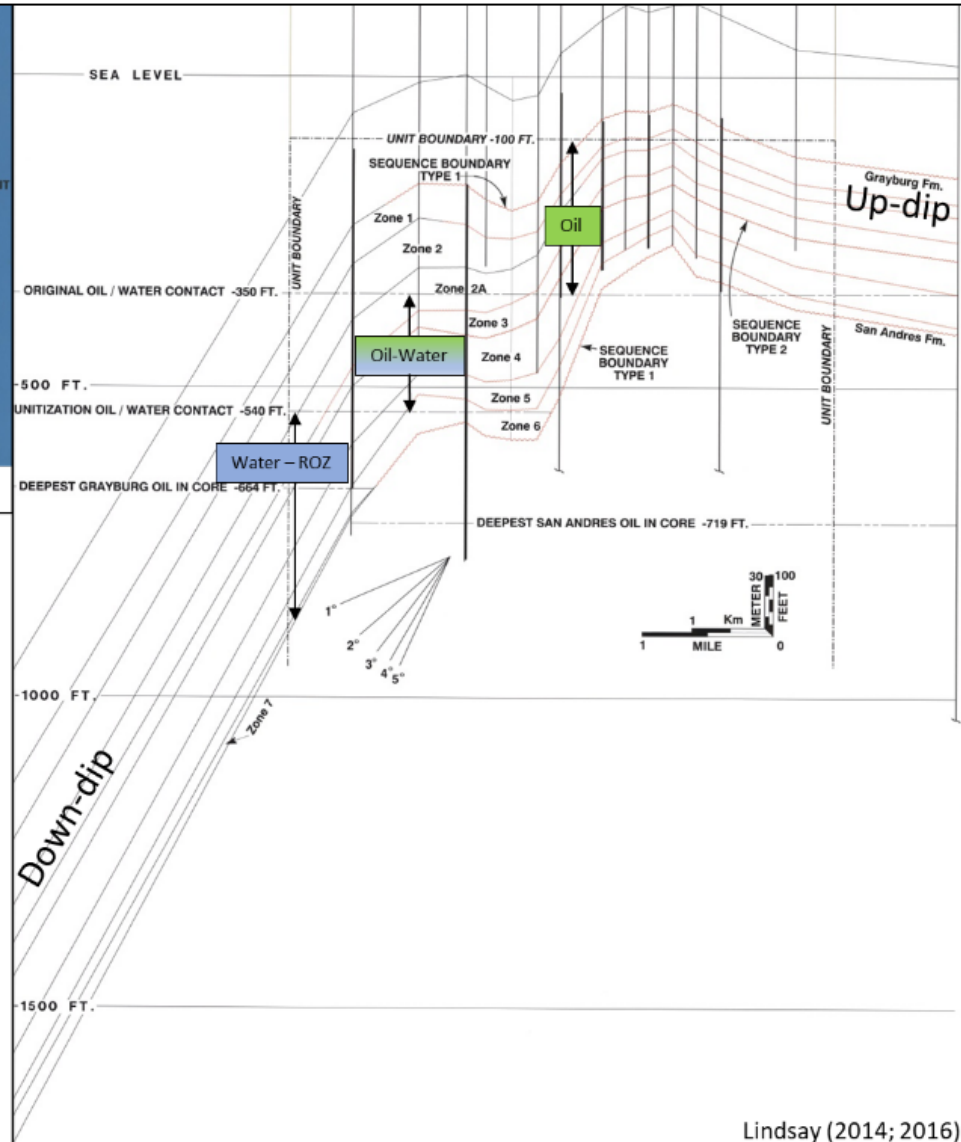 SEA LEVEL
UNIT BOUNDARY -100 FT.
SEQUENCE BOUNDARY
TYPE 1
Grayburg Fm.
Up-dip
UNIT BOUNDARY
Zone 1
Oil
Zone 2
ORIGINAL OIL / WATER CONTACT -350 FT.
Zone 2A
Zone 3
SEQUENCE BOUNDARY
TYPE 2
San Andres Fm.
Oil-Water
Zone 4
SEQUENCE
BOUNDARY
TYPE 1
UNIT BOUNDARY
-500 FT.
Zone 5
UNITIZATION OIL / WATER CONTACT -540 FT.
Zone 6
Water – ROZ
DEEPEST GRAYBURG OIL IN CORE -664 FT.
DEEPEST SAN ANDRES OIL IN CORE -719 FT.
1°
2°
3°
4°
5°
30 100
METER
FEET
1 Km
1 MILE 0
-1000 FT.
Zone 7
Down-dip
-1500 FT.
Lindsay (2014; 2016)